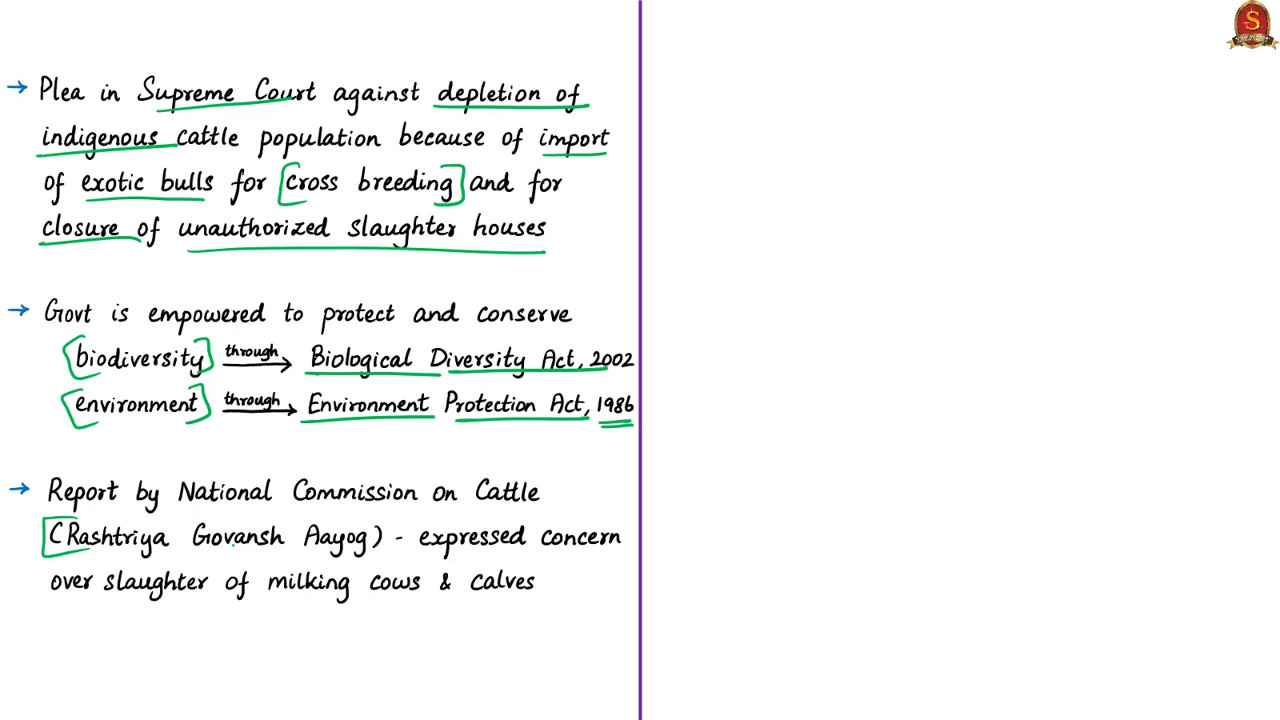 → Plea in Supreme Court against depletion of
indigenous cattle population because of import
of exotic bulls for [cross breeding] and for
closure of unauthorized slaughter houses
→ Govt is empowered to protect and conserve
[biodiversity] through → Biological Diversity Act, 2002
[environment] through → Environment Protection Act, 1986
→ Report by National Commission on Cattle
(Rashtriya Govansh Aayog) - expressed concern
over slaughter of milking cows & calves